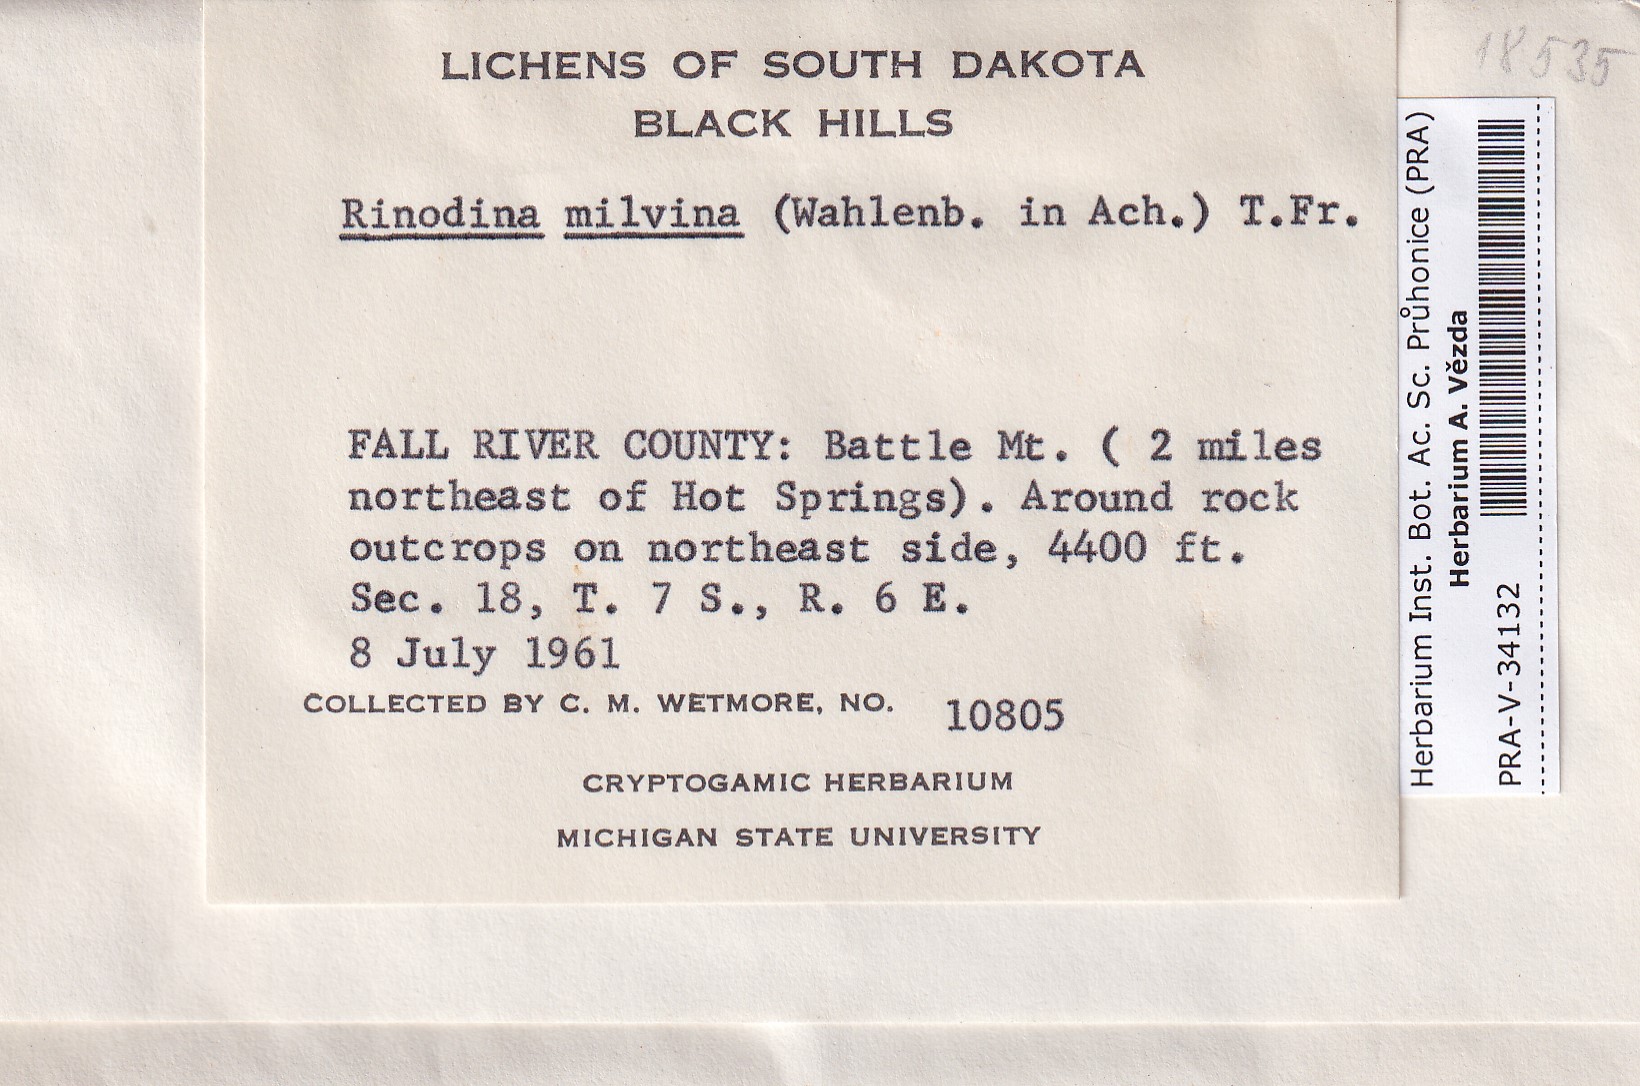 LICHENS OF SOUTH DAKOTA
BLACK HILLS
Rinodina milvina (Wahlenb. in Ach.) T.Fr.
FALL RIVER COUNTY: Battle Mt. ( 2 miles
northeast of Hot Springs). Around rock
outcrops on northeast side, 4400 ft.
Sec. 18, T. 7 S., R. 6 E.
8 July 1961
COLLECTED BY C. M. WETMORE, NO. 10805
CRYPTOGAMIC HERBARIUM
MICHIGAN STATE UNIVERSITY
18535
Herbarium Inst. Bot. Ac. Sc. Průhonice (PRA)
Herbarium A. Vězda
PRA-V-34132